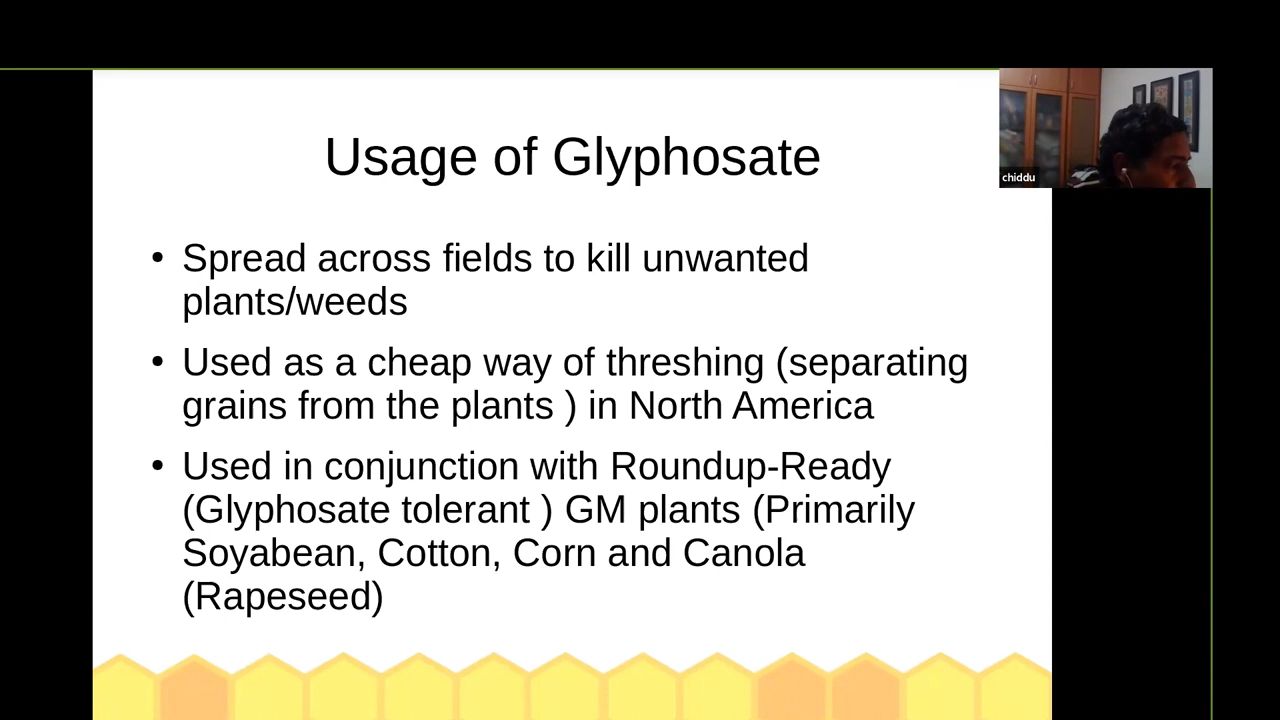 Usage of Glyphosate
chiddu
• Spread across fields to kill unwanted
plants/weeds
• Used as a cheap way of threshing (separating
grains from the plants ) in North America
• Used in conjunction with Roundup-Ready
(Glyphosate tolerant ) GM plants (Primarily
Soyabean, Cotton, Corn and Canola
(Rapeseed)